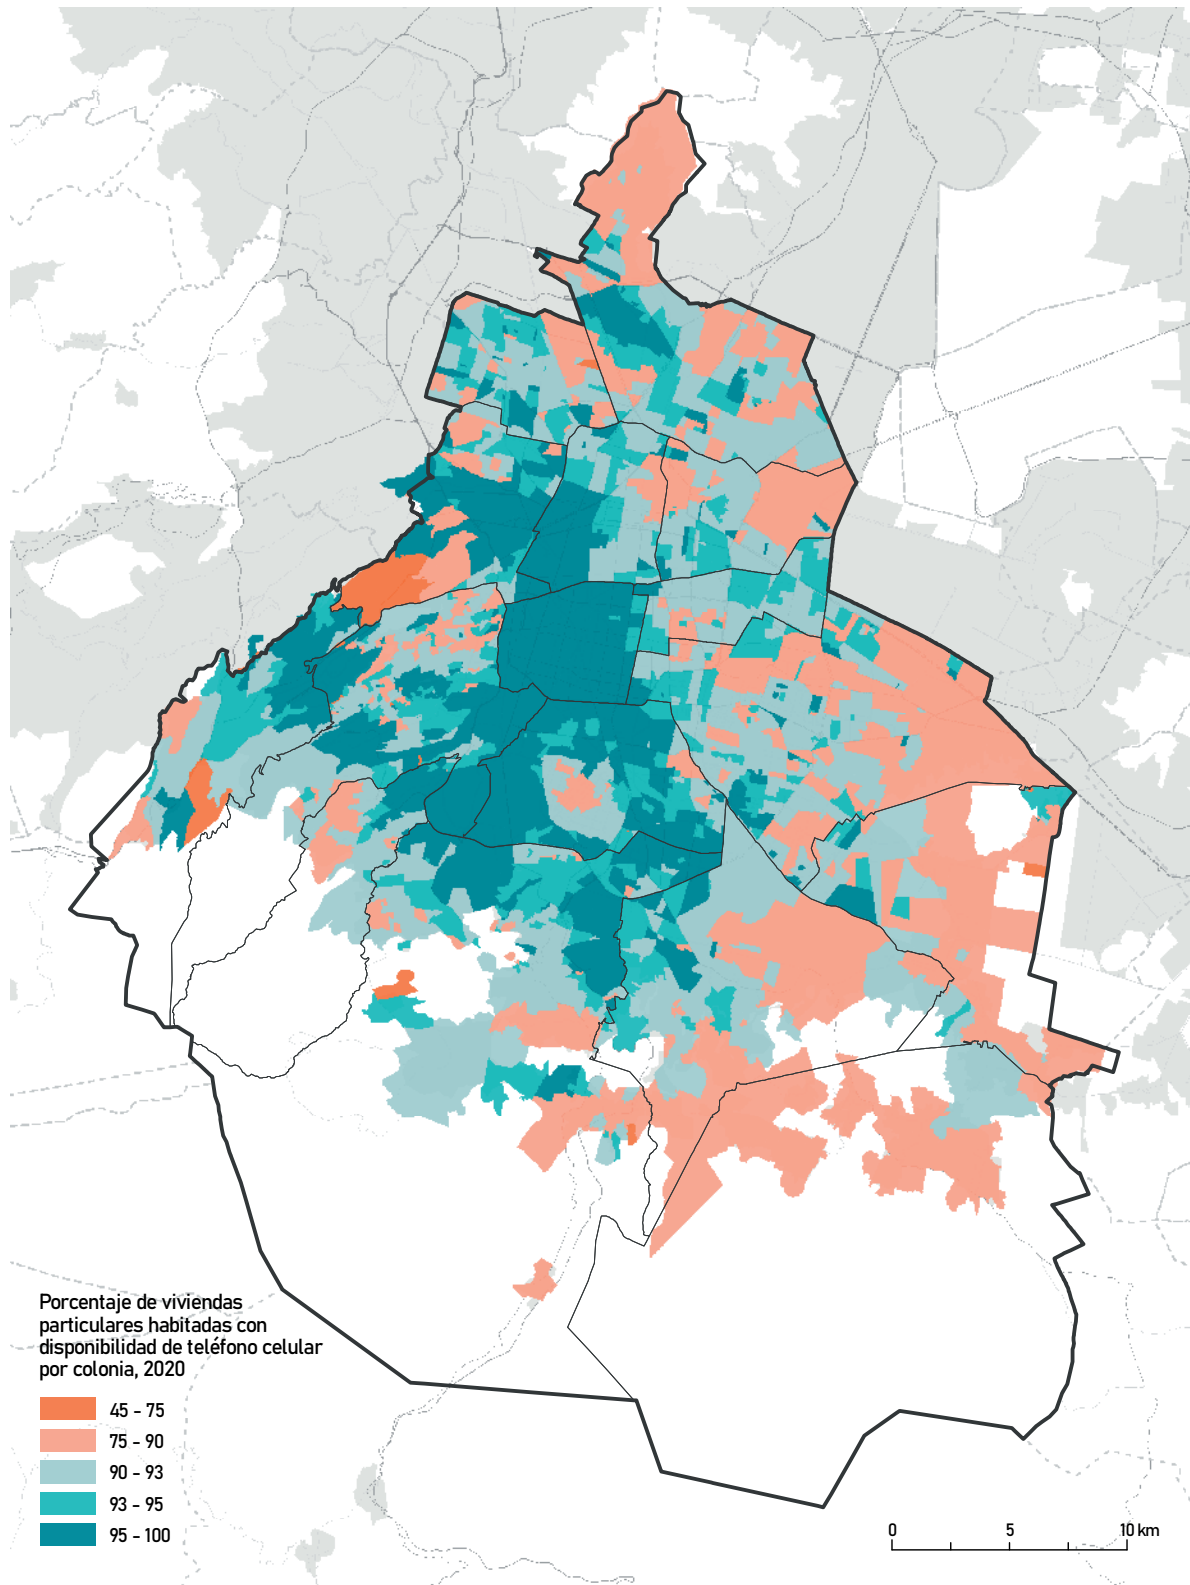 Porcentaje de viviendas
particulares habitadas con
disponibilidad de teléfono celular
por colonia, 2020
45 - 75
75 - 90
90 - 93
93 - 95
95 - 100
0 5 10 km